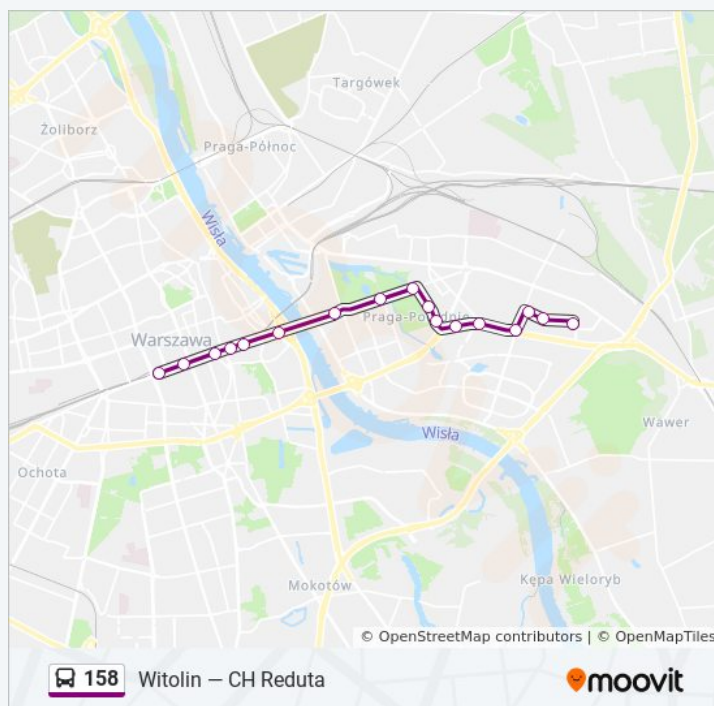 Targówek
Żoliborz
Praga-Północ
Wisła
Praga-Południe
Warszawa
Wawer
Wisła
Ochota
Kępa Wieloryb
Mokotów
© OpenStreetMap contributors | © OpenMapTiles
158 Witolin — CH Reduta moovit